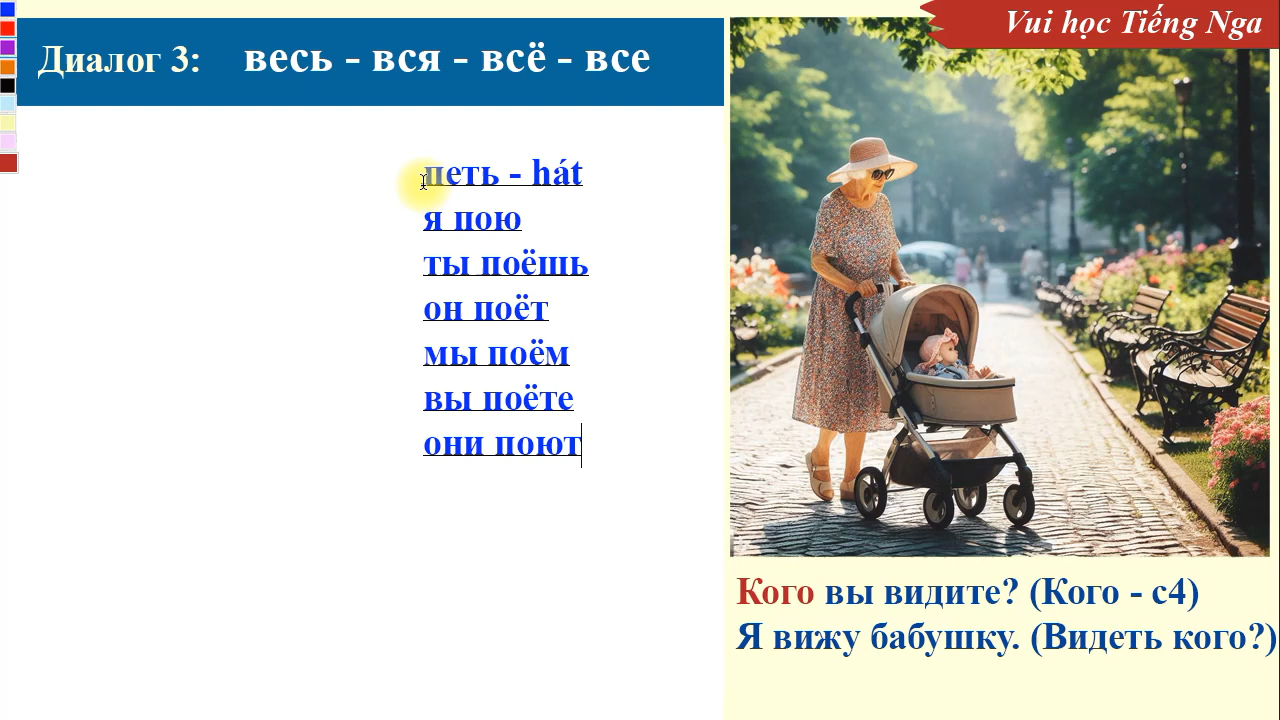 Vui học Tiếng Nga
Диалог 3: весь - вся - всё - все
петь - hát
я пою
ты поёшь
он поёт
мы поём
вы поёте
они поют
Кого вы видите? (Кого - с4)
Я вижу бабушку. (Видеть кого?)